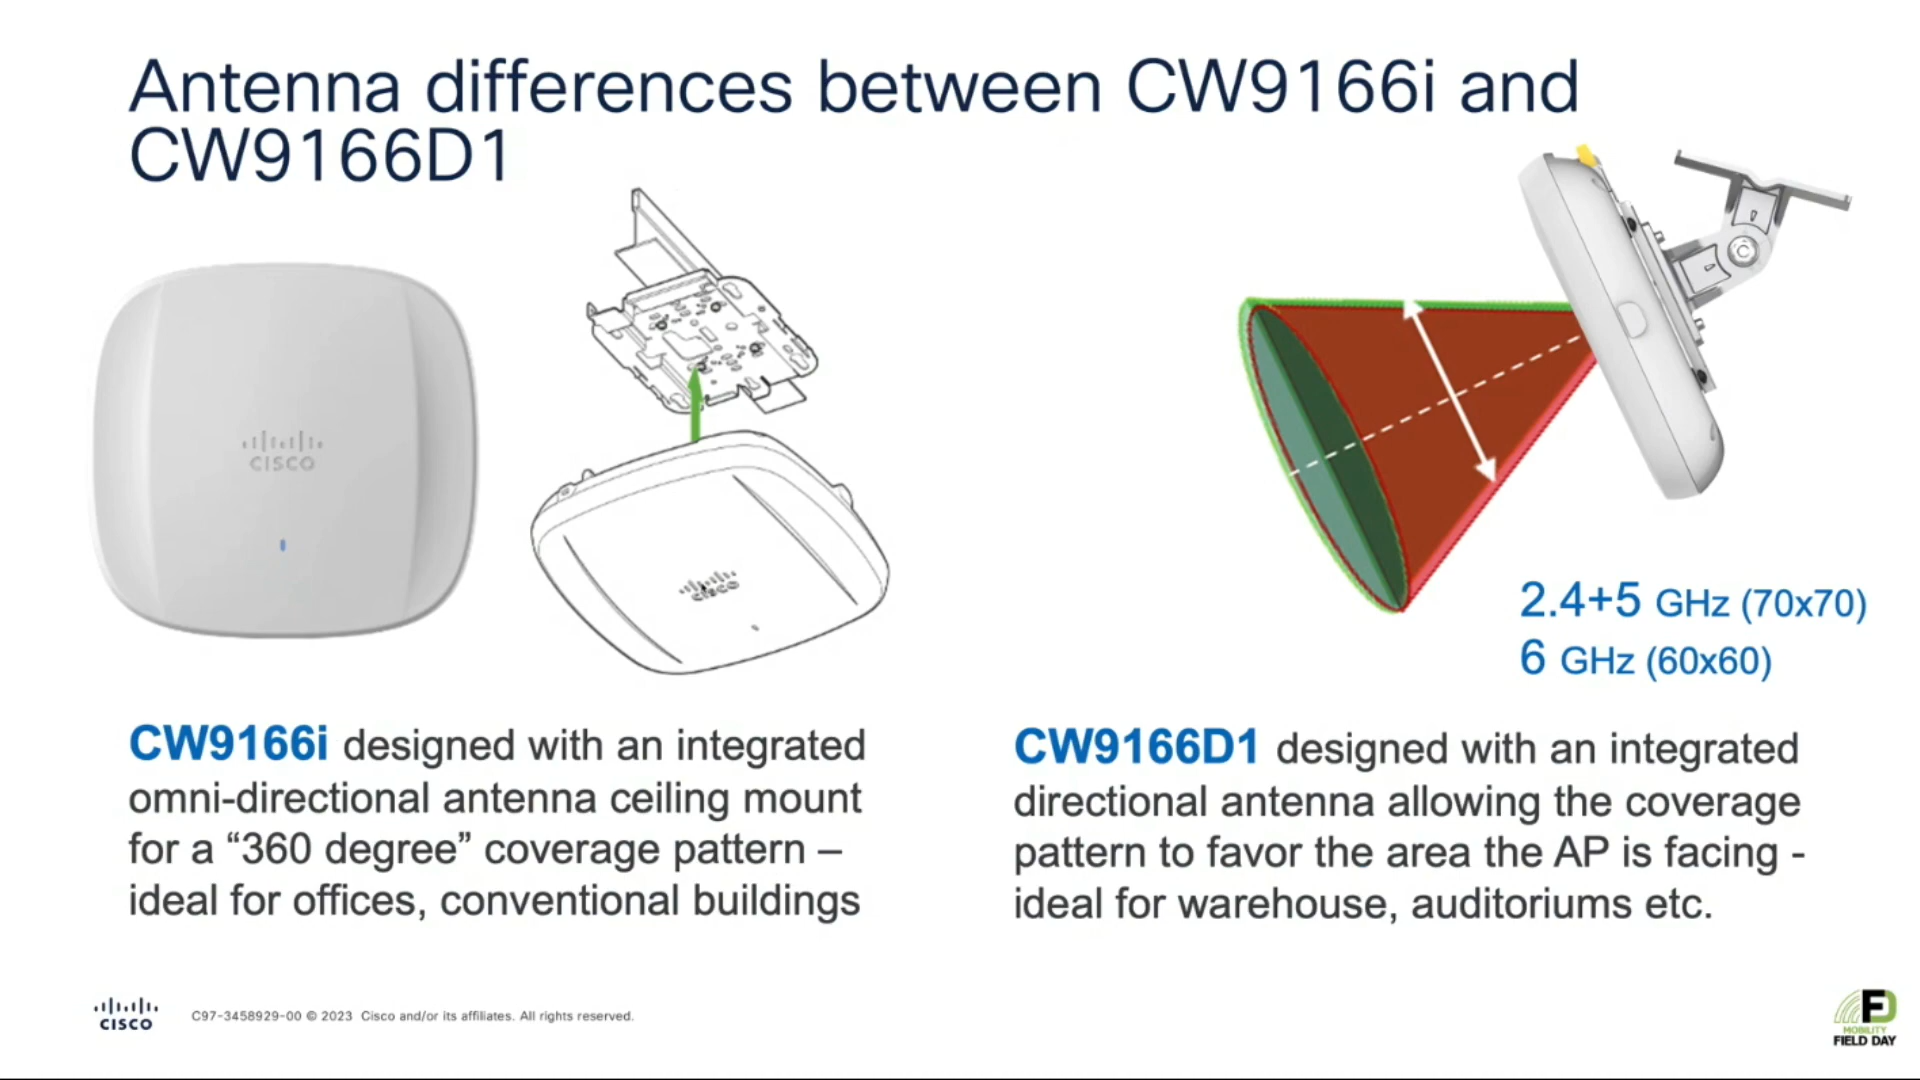 Antenna differences between CW9166i and
CW9166D1
CISCO
CISCO
2.4+5 GHz (70x70)
6 GHz (60x60)
CW9166i designed with an integrated
omni-directional antenna ceiling mount
for a “360 degree” coverage pattern –
ideal for offices, conventional buildings
CW9166D1 designed with an integrated
directional antenna allowing the coverage
pattern to favor the area the AP is facing -
ideal for warehouse, auditoriums etc.
CISCO
C97-3458929-00 © 2023 Cisco and/or its affiliates. All rights reserved.
FD
MOBILITY
FIELD DAY